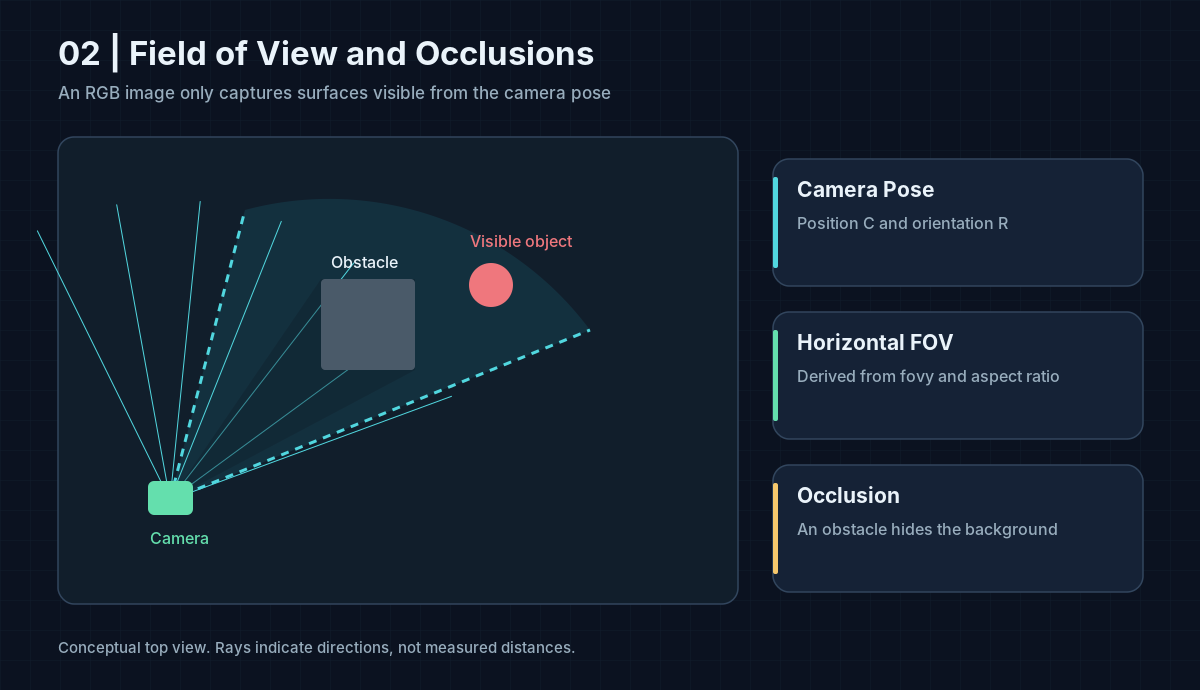 02 | Field of View and Occlusions
An RGB image only captures surfaces visible from the camera pose
Visible object
Obstacle
Camera
Camera Pose
Position C and orientation R
Horizontal FOV
Derived from fovy and aspect ratio
Occlusion
An obstacle hides the background
Conceptual top view. Rays indicate directions, not measured distances.